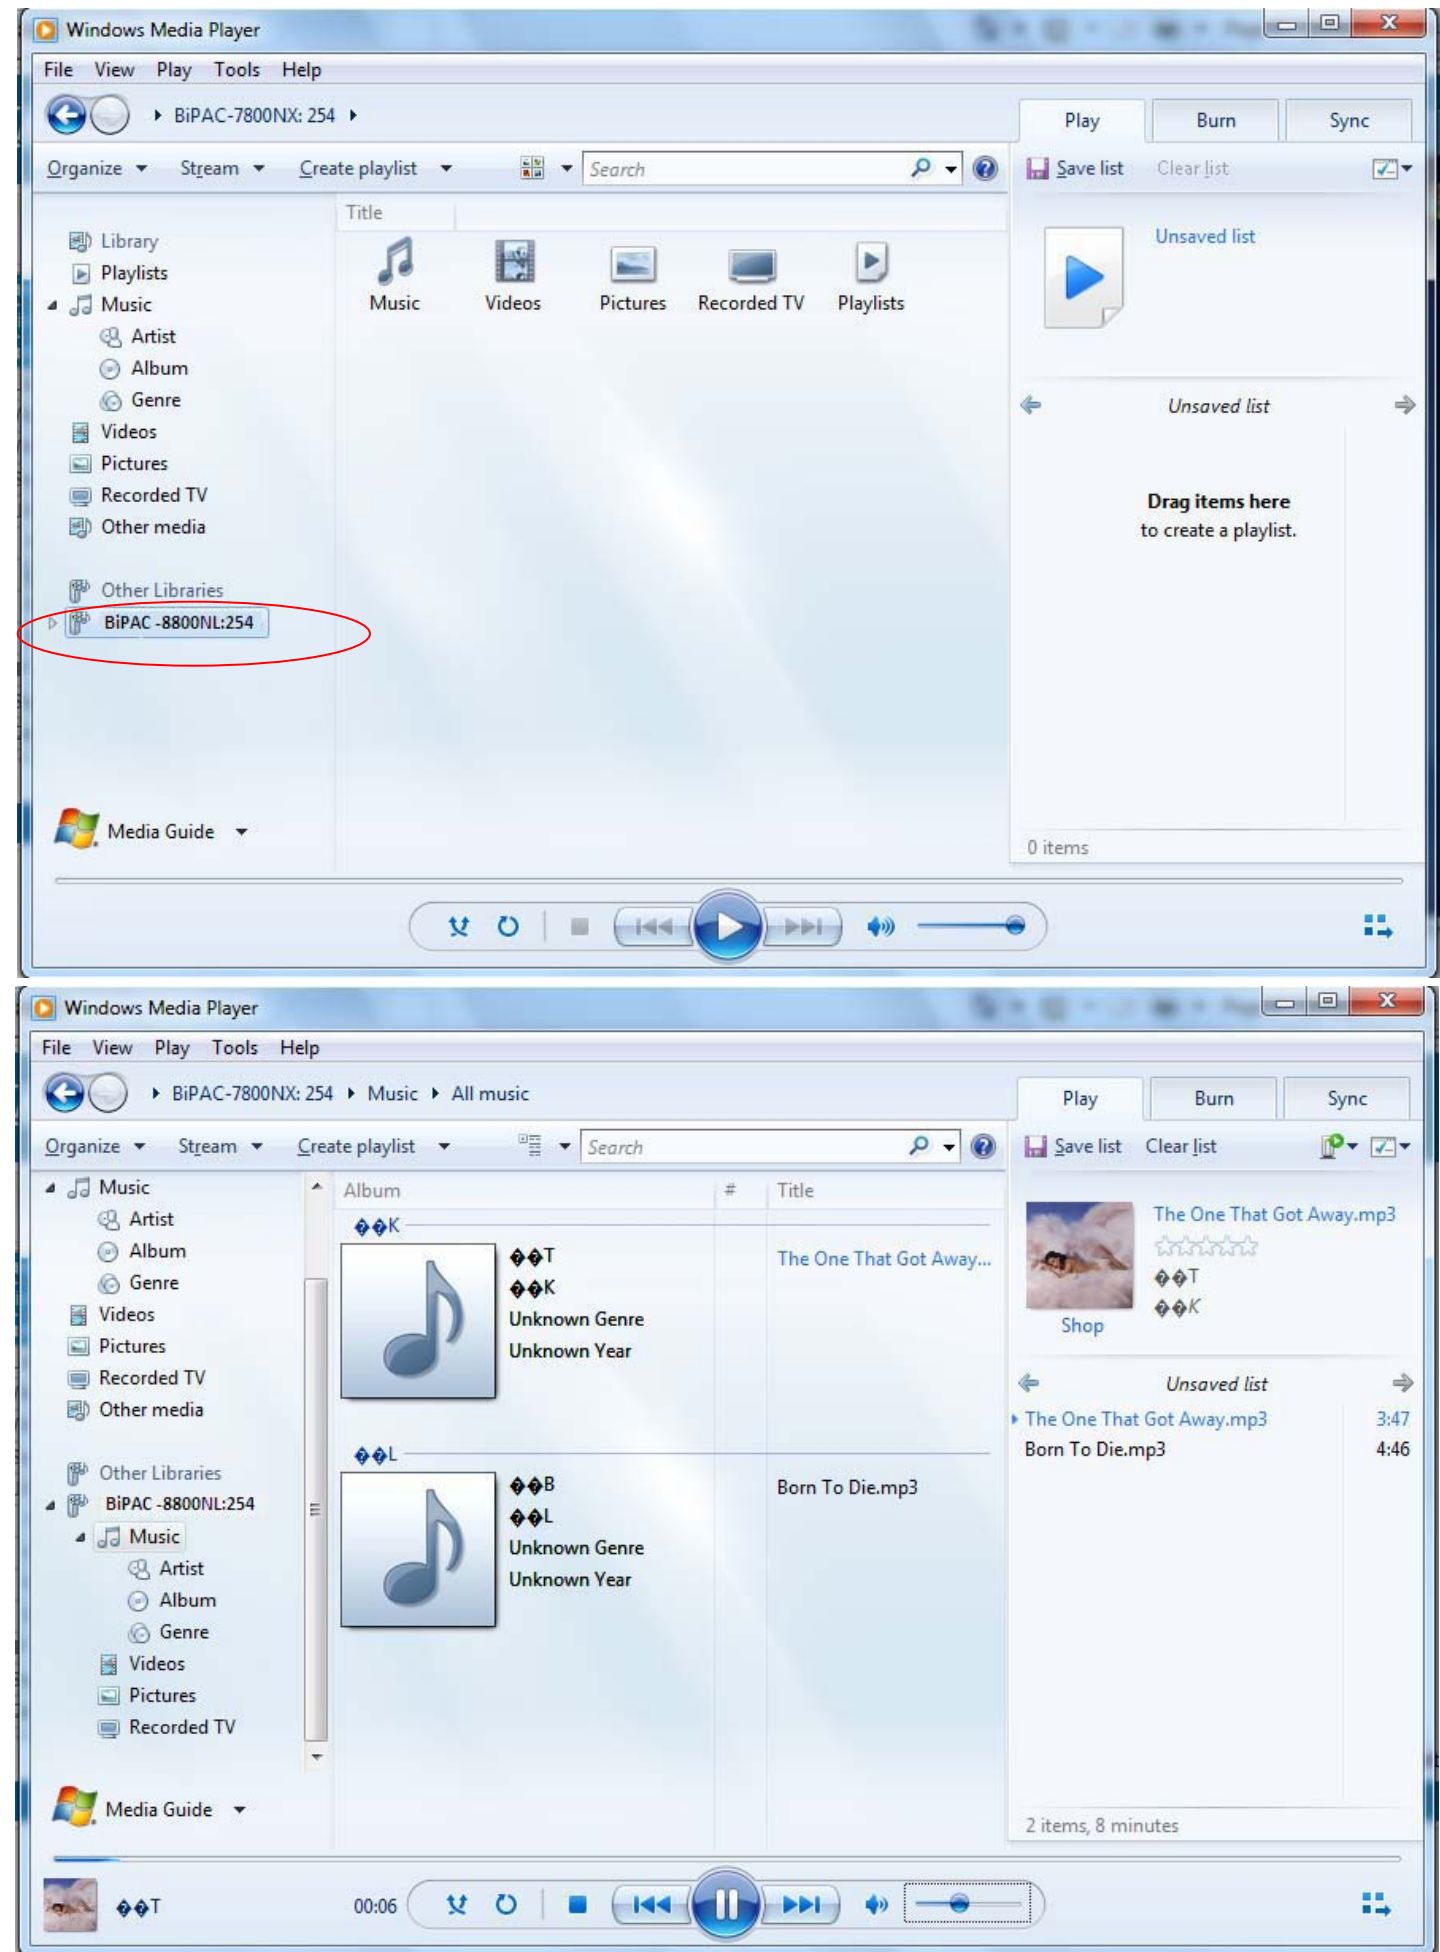 Windows Media Player
File View Play Tools Help
BiPAC-7800NX: 254
Play Burn Sync
Organize Stream Create playlist Search Save list Clear list
Title
Library
Playlists
Music
Artist
Album
Genre
Videos
Pictures
Recorded TV
Other media
Other Libraries
BiPAC -8800NL:254
Media Guide
Music Videos Pictures Recorded TV Playlists
Unsaved list
Unsaved list
Drag items here
to create a playlist.
0 items
Windows Media Player
File View Play Tools Help
BiPAC-7800NX: 254 Music All music
Play Burn Sync
Organize Stream Create playlist Search Save list Clear list
Music
Artist
Album
Genre
Videos
Pictures
Recorded TV
Other media
Other Libraries
BiPAC -8800NL:254
Music
Artist
Album
Genre
Videos
Pictures
Recorded TV
Media Guide
Album # Title
��K
��T The One That Got Away...
��K
Unknown Genre
Unknown Year
��L
��B Born To Die.mp3
��L
Unknown Genre
Unknown Year
The One That Got Away.mp3
��T
��K
Shop
Unsaved list
The One That Got Away.mp3 3:47
Born To Die.mp3 4:46
2 items, 8 minutes
��T 00:06